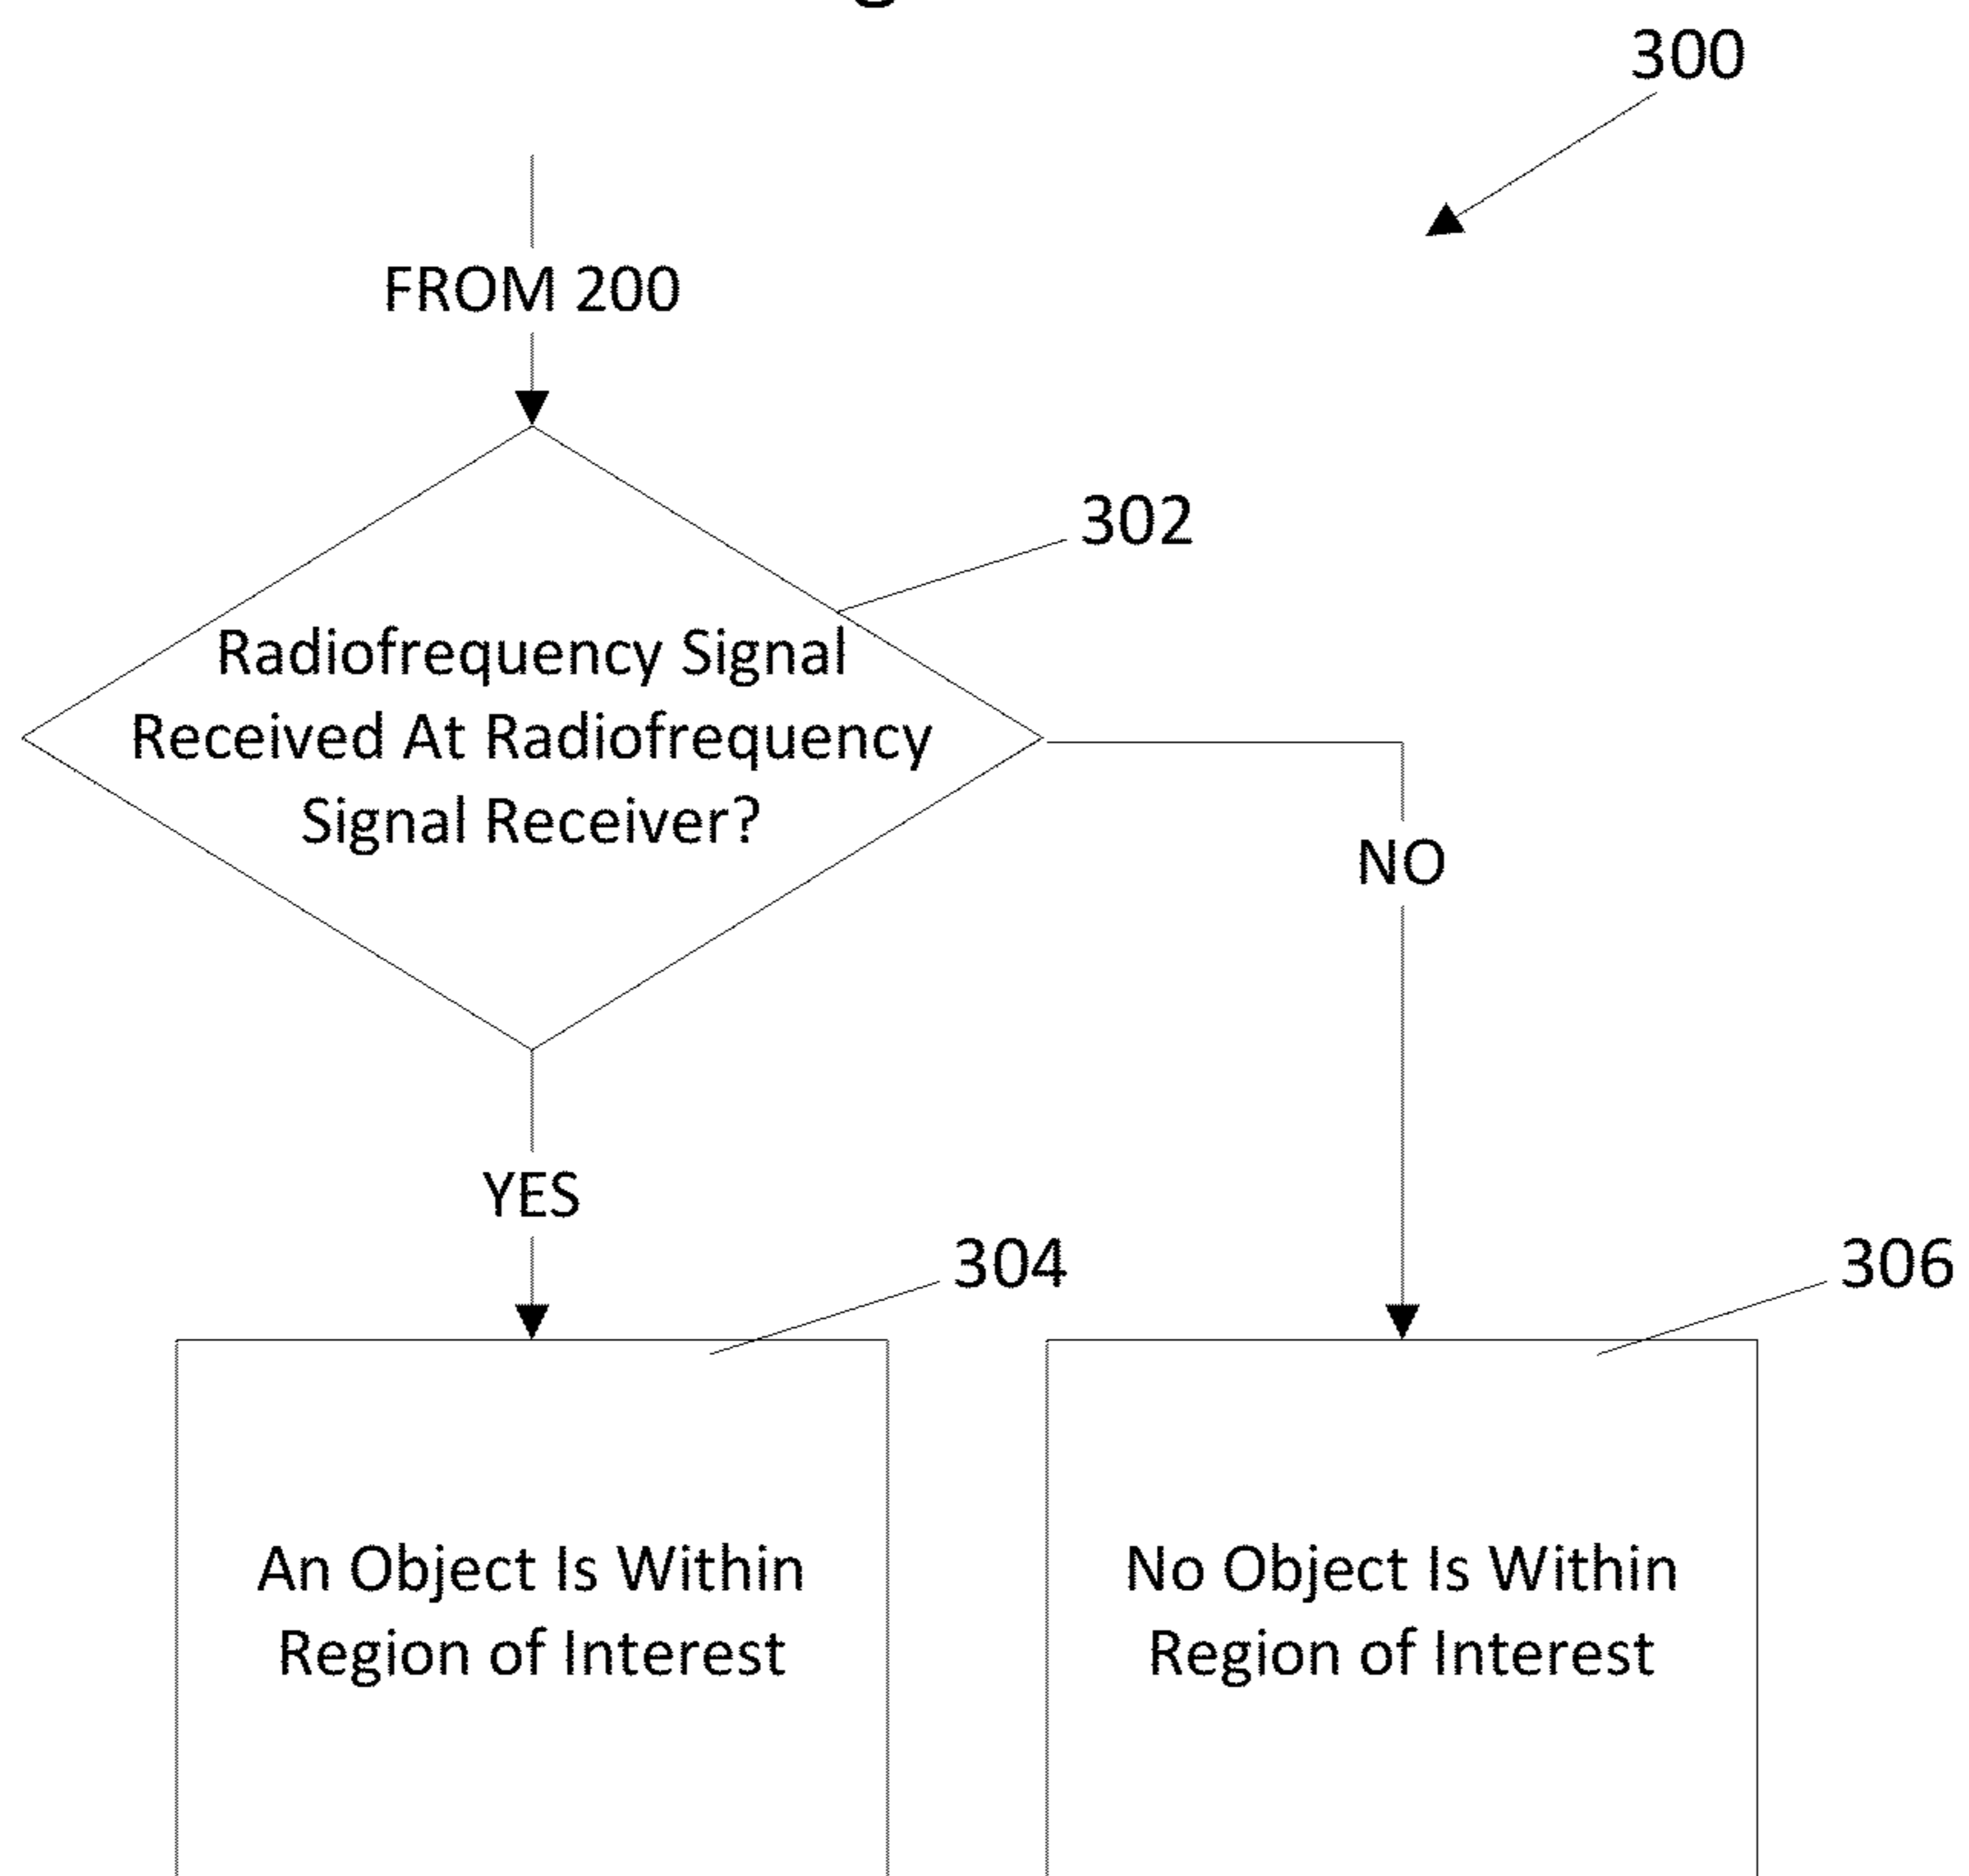 300
FROM 200
302
Radiofrequency Signal
Received At Radiofrequency
Signal Receiver?
NO
YES
304
306
An Object Is Within
Region of Interest
No Object Is Within
Region of Interest